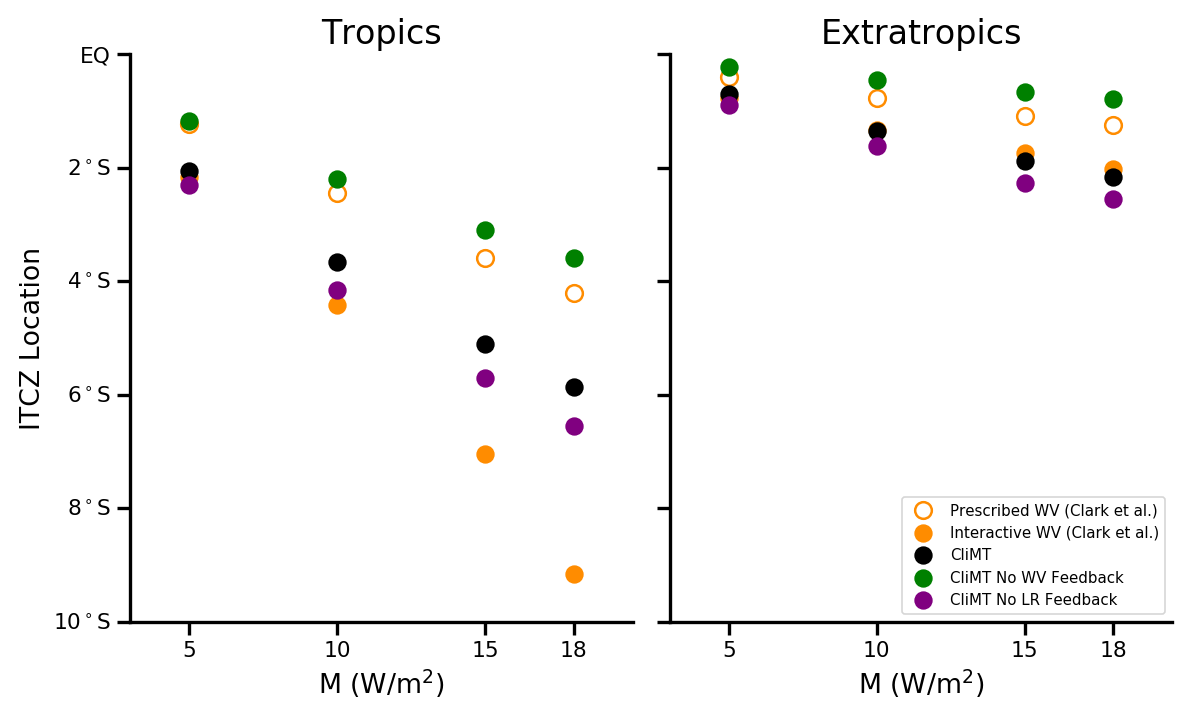 Tropics
Extratropics
ITCZ Location
EQ
2°S
4°S
6°S
8°S
10°S
5
10
15
18
M (W/m²)
5
10
15
18
M (W/m²)
Prescribed WV (Clark et al.)
Interactive WV (Clark et al.)
CliMT
CliMT No WV Feedback
CliMT No LR Feedback